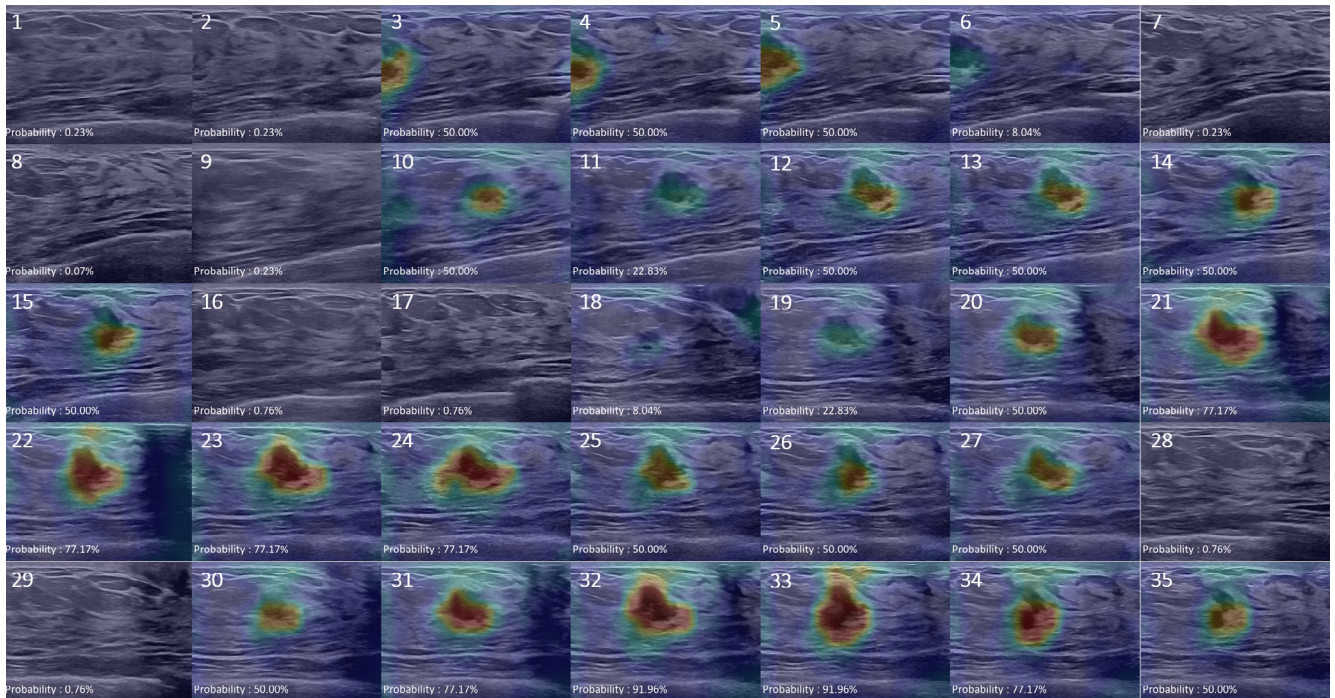 1 2 3 4 5 6 7
Probability : 0.23% Probability : 0.23% Probability : 50.00% Probability : 50.00% Probability : 50.00% Probability : 8.04% Probability : 0.23%
8 9 10 11 12 13 14
Probability : 0.07% Probability : 0.23% Probability : 50.00% Probability : 22.83% Probability : 50.00% Probability : 50.00% Probability : 50.00%
15 16 17 18 19 20 21
Probability : 50.00% Probability : 0.76% Probability : 0.76% Probability : 8.04% Probability : 22.83% Probability : 50.00% Probability : 77.17%
22 23 24 25 26 27 28
Probability : 77.17% Probability : 77.17% Probability : 77.17% Probability : 50.00% Probability : 50.00% Probability : 50.00% Probability : 0.76%
29 30 31 32 33 34 35
Probability : 0.76% Probability : 50.00% Probability : 77.17% Probability : 91.96% Probability : 91.96% Probability : 77.17% Probability : 50.00%